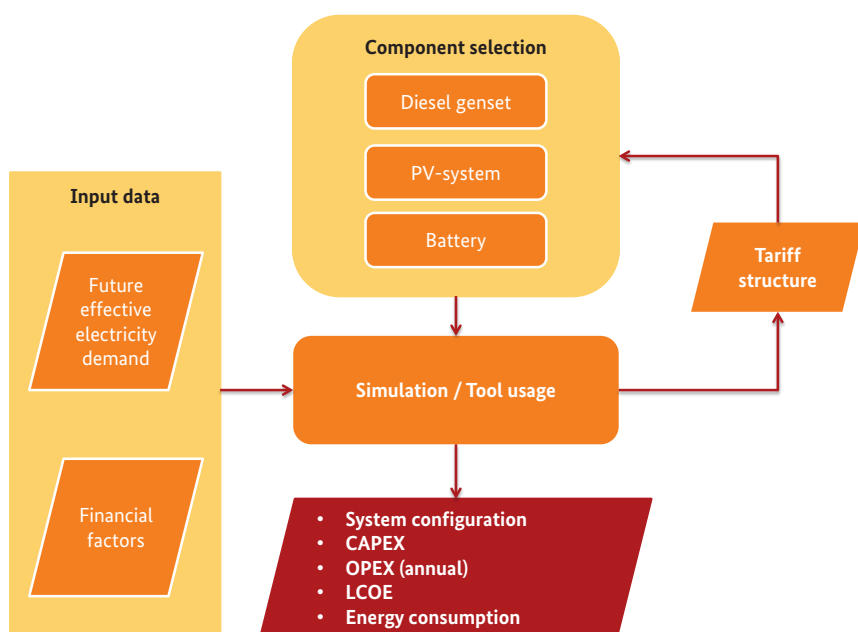 Component selection
Diesel genset
PV-system
Battery
Input data
Future
effective
electricity
demand
Financial
factors
Tariff
structure
Simulation / Tool usage
• System configuration
• CAPEX
• OPEX (annual)
• LCOE
• Energy consumption